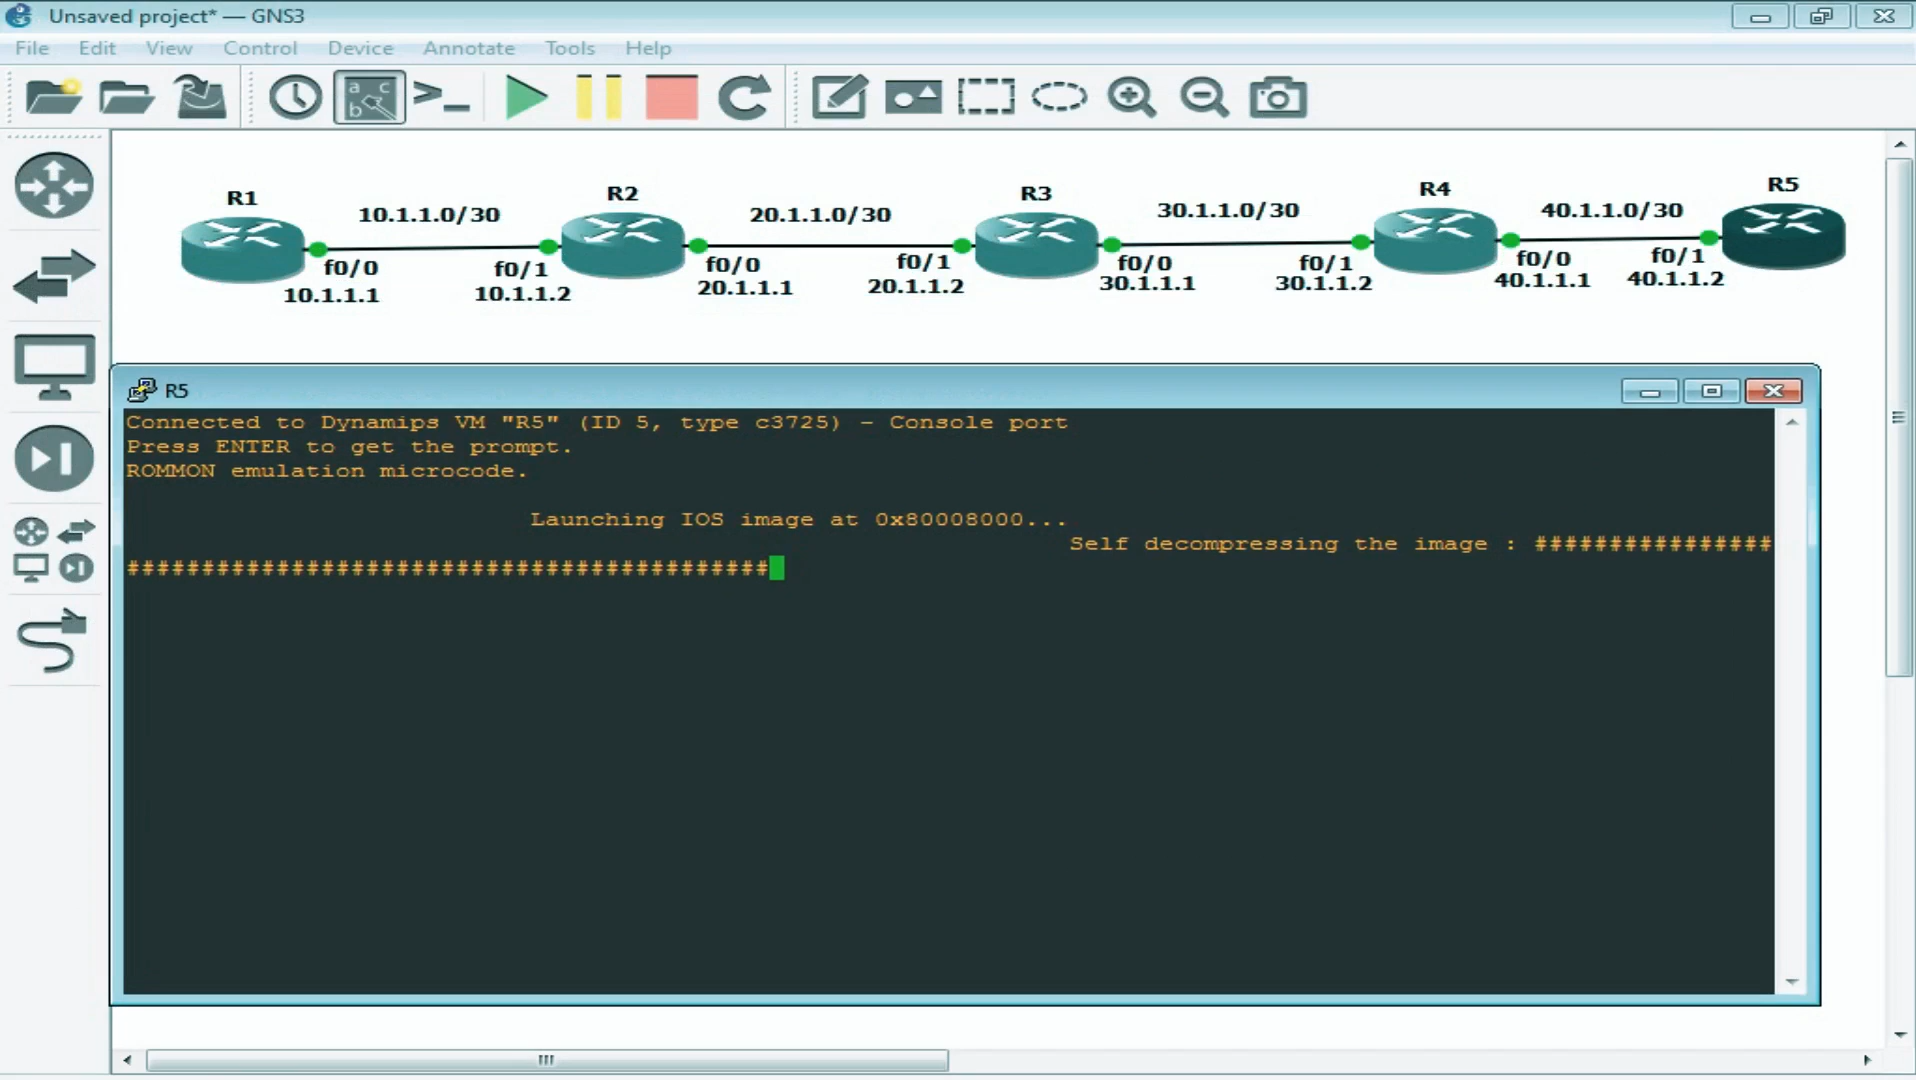 Unsaved project* — GNS3
File Edit View Control Device Annotate Tools Help
a c
b
>_
R1 R2 R3 R4 R5
10.1.1.0/30 20.1.1.0/30 30.1.1.0/30 40.1.1.0/30
f0/0 f0/1 f0/0 f0/1 f0/0 f0/1 f0/0 f0/1
10.1.1.1 10.1.1.2 20.1.1.1 20.1.1.2 30.1.1.1 30.1.1.2 40.1.1.1 40.1.1.2
R5
Connected to Dynamips VM "R5" (ID 5, type c3725) - Console port
Press ENTER to get the prompt.
ROMMON emulation microcode.
Launching IOS image at 0x80008000...
Self decompressing the image : ################
###########################################